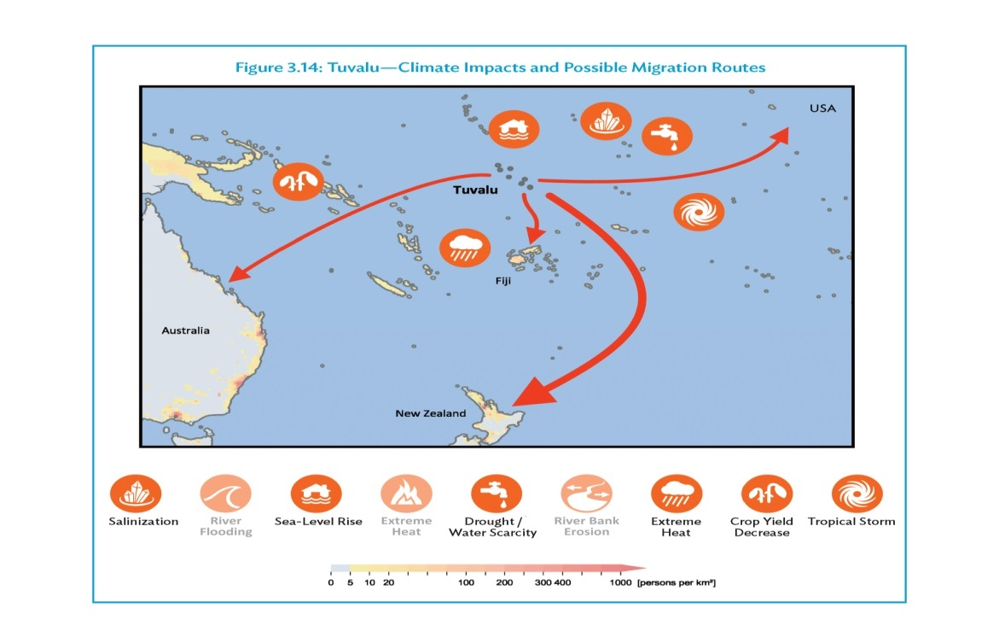 Figure 3.14: Tuvalu—Climate Impacts and Possible Migration Routes
USA
Tuvalu
Fiji
Australia
New Zealand
Salinization
River
Flooding
Sea-Level Rise
Extreme
Heat
Drought /
Water Scarcity
River Bank
Erosion
Extreme
Heat
Crop Yield
Decrease
Tropical Storm
0 5 10 20 100 200 300 400 1000 [persons per km²]